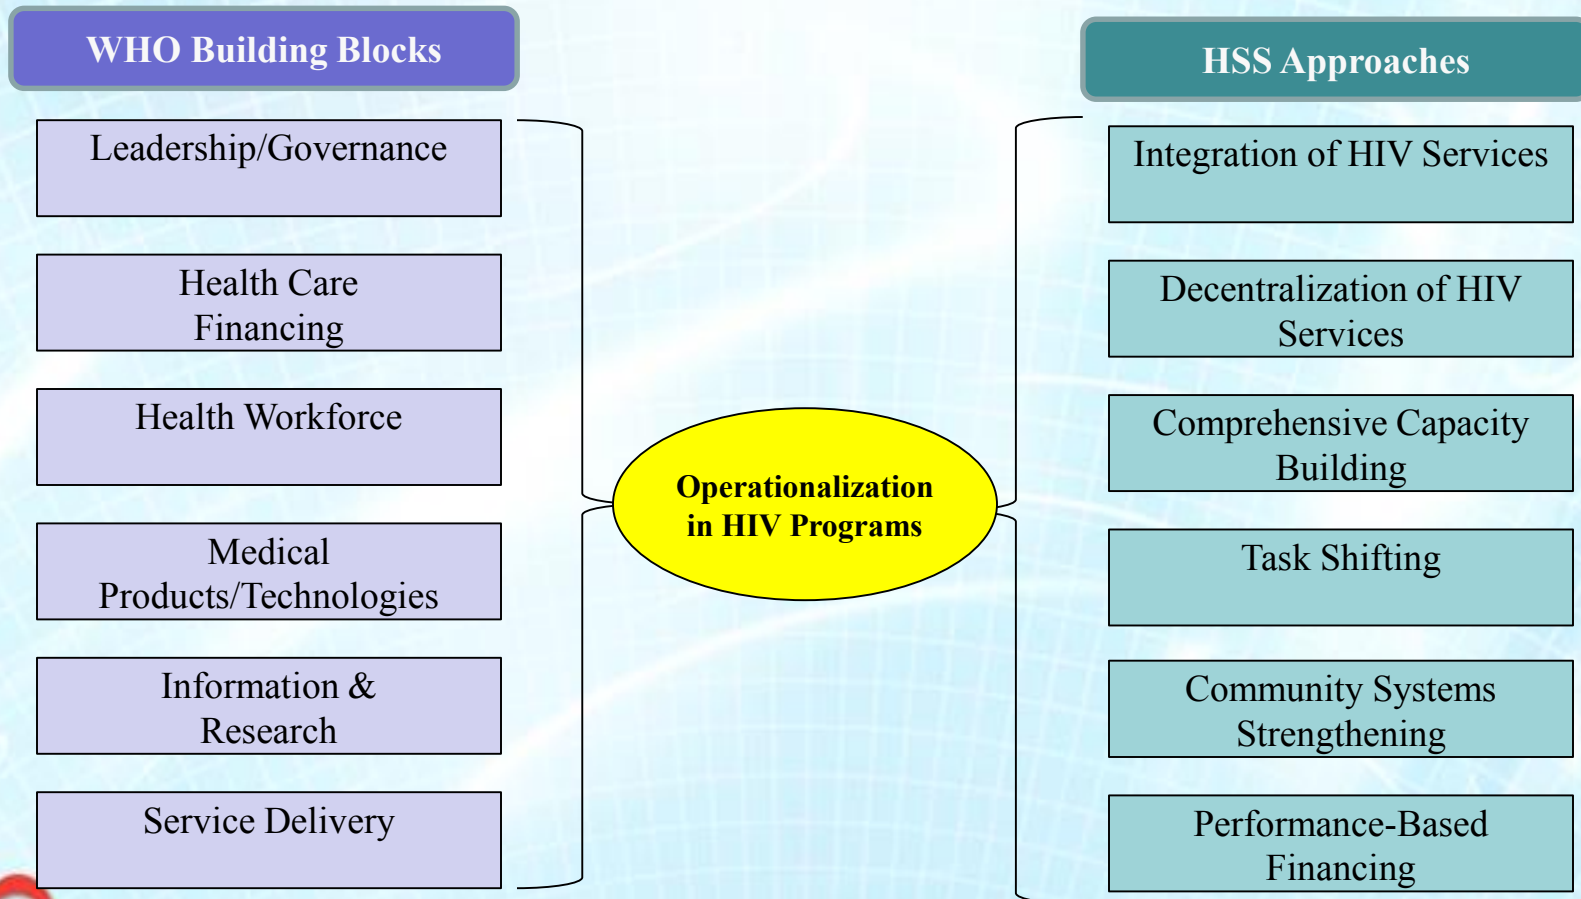 WHO Building Blocks
Leadership/Governance
Health Care
Financing
Health Workforce
Medical
Products/Technologies
Information &
Research
Service Delivery
Operationalization
in HIV Programs
HSS Approaches
Integration of HIV Services
Decentralization of HIV
Services
Comprehensive Capacity
Building
Task Shifting
Community Systems
Strengthening
Performance-Based
Financing